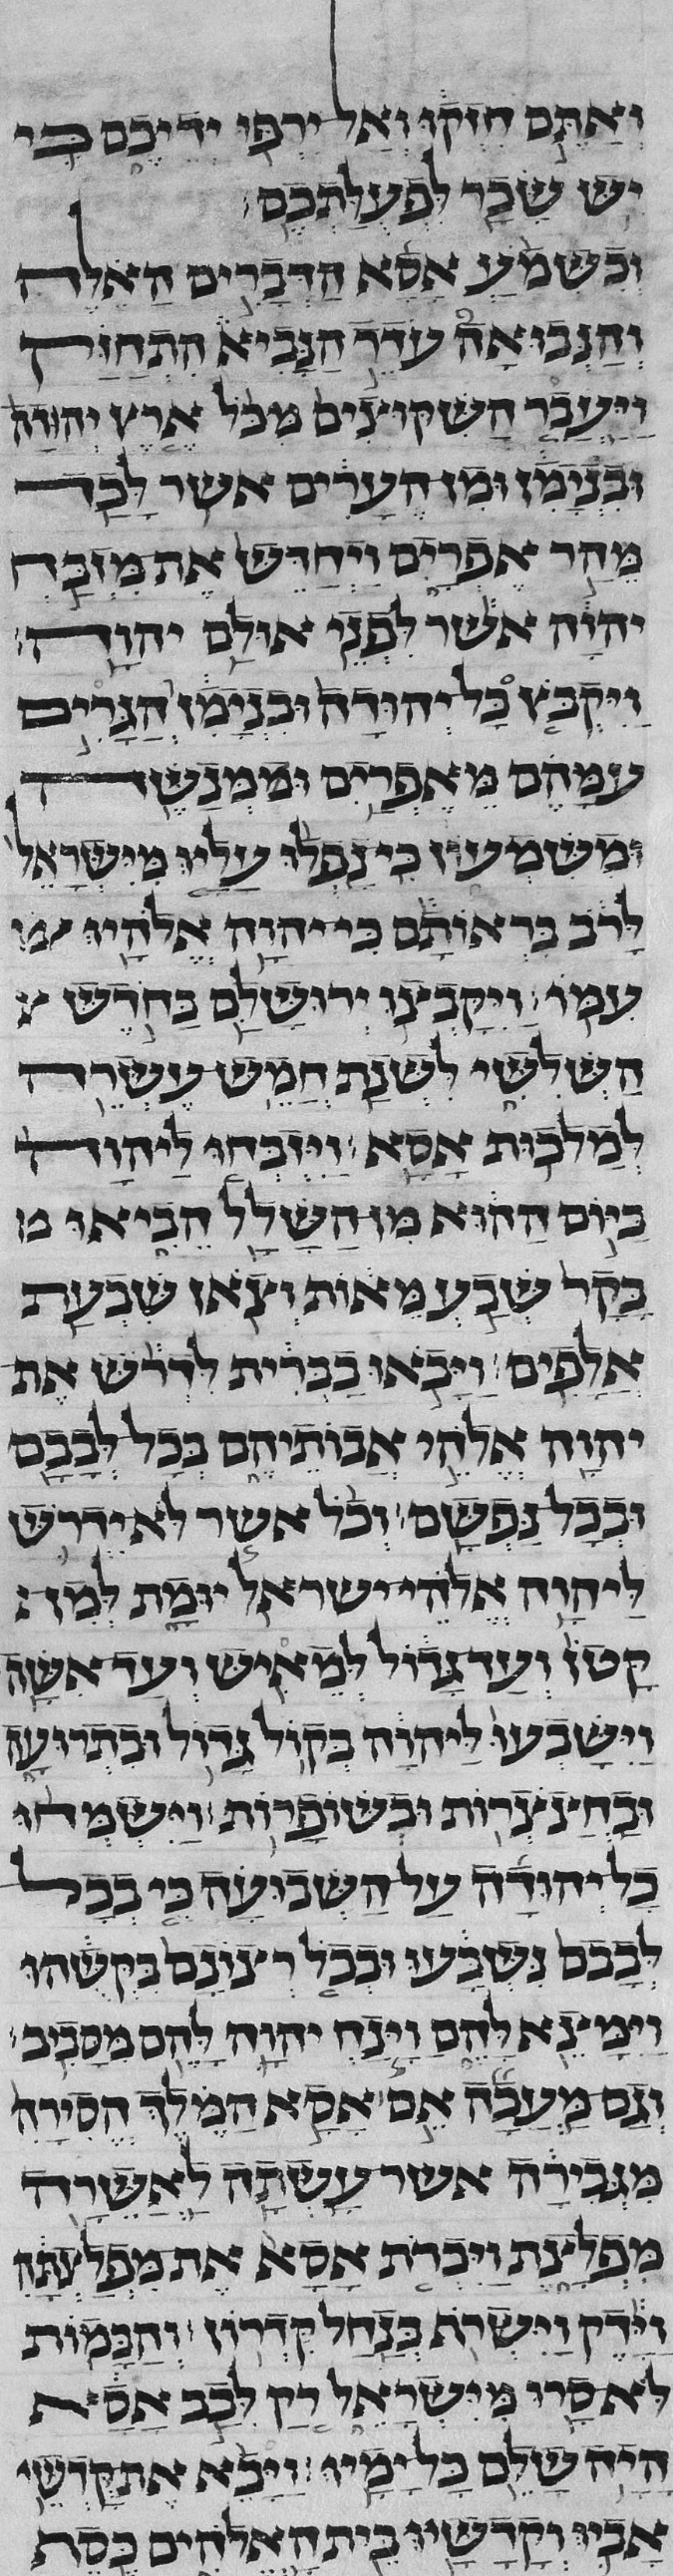 וְאַתֶּם חִזְקוּ וְאַל יִרְפּוּ יְדֵיכֶם כִּי
יֵשׁ שָׂכָר לִפְעֻלַּתְכֶם׃
וְכִשְׁמֹעַ אָסָא הַדְּבָרִים הָאֵלֶּה
וְהַנְּבוּאָה עֹדֵד הַנָּבִיא הִתְחַזַּק
וַיַּעֲבֵר הַשִּׁקּוּצִים מִכָּל אֶרֶץ יְהוּדָה
וּבִנְיָמִן וּמִן הֶעָרִים אֲשֶׁר לָכַד
מֵהַר אֶפְרָיִם וַיְחַדֵּשׁ אֶת מִזְבַּח
יְהוָה אֲשֶׁר לִפְנֵי אוּלָם יְהוָה׃
וַיִּקְבֹּץ כָּל יְהוּדָה וּבִנְיָמִן הַגָּרִים
עִמָּהֶם מֵאֶפְרַיִם וּמְמְנַשֶּׁה
וּמִשִּׁמְעוֹן כִּי נָפְלוּ עָלָיו מִיִּשְׂרָאֵל
לָרֹב בִּרְאוֹתָם כִּי יְהוָה אֱלֹהָיו
עִמּוֹ׃ וַיִּקָּבְצוּ יְרוּשָׁלִַם בַּחֹדֶשׁ
הַשְּׁלִשִׁי לִשְׁנַת חֲמֵשׁ עֶשְׂרֵה
לְמַלְכוּת אָסָא׃ וַיִּזְבְּחוּ לַיהוָה
בַּיּוֹם הַהוּא מִן הַשָּׁלָל הֵבִיאוּ
בָּקָר שְׁבַע מֵאוֹת וְצֹאן שִׁבְעַת
אֲלָפִים׃ וַיָּבֹאוּ בַבְּרִית לִדְרֹשׁ אֶת
יְהוָה אֱלֹהֵי אֲבוֹתֵיהֶם בְּכָל לְבָבָם
וּבְכָל נַפְשָׁם׃ וְכֹל אֲשֶׁר לֹא יִדְרֹשׁ
לַיהוָה אֱלֹהֵי יִשְׂרָאֵל יוּמָת לְמִן
קָטֹן וְעַד גָּדוֹל לְמֵאִישׁ וְעַד אִשָּׁה
וַיִּשָּׁבְעוּ לַיהוָה בְּקוֹל גָּדוֹל וּבִתְרוּעָה
וּבַחֲצֹצְרוֹת וּבְשׁוֹפָרוֹת׃ וַיִּשְׂמְחוּ
כָל יְהוּדָה עַל הַשְּׁבוּעָה כִּי בְכָל
לְבָבָם נִשְׁבָּעוּ וּבְכָל רְצוֹנָם בִּקְשֻׁהוּ
וַיִּמָּצֵא לָהֶם וַיָּנַח יְהוָה לָהֶם מִסָּבִיב׃
וְגַם מַעֲכָה אֵם אָסָא הַמֶּלֶךְ הֱסִירָהּ
מִגְּבִירָה אֲשֶׁר עָשְׂתָה לַאֲשֵׁרָה
מִפְלָצֶת וַיִּכְרֹת אָסָא אֶת מִפְלַצְתָּהּ
וַיָּדֶק וַיִּשְׂרֹף בְּנַחַל קִדְרוֹן׃ וְהַבָּמוֹת
לֹא סָרוּ מִיִּשְׂרָאֵל רַק לְבַב אָסָא
הָיָה שָׁלֵם כָּל יָמָיו׃ וַיָּבֵא אֶת קָדְשֵׁי
אָבִיו וְקָדָשָׁיו בֵּית הָאֱלֹהִים כֶּסֶף